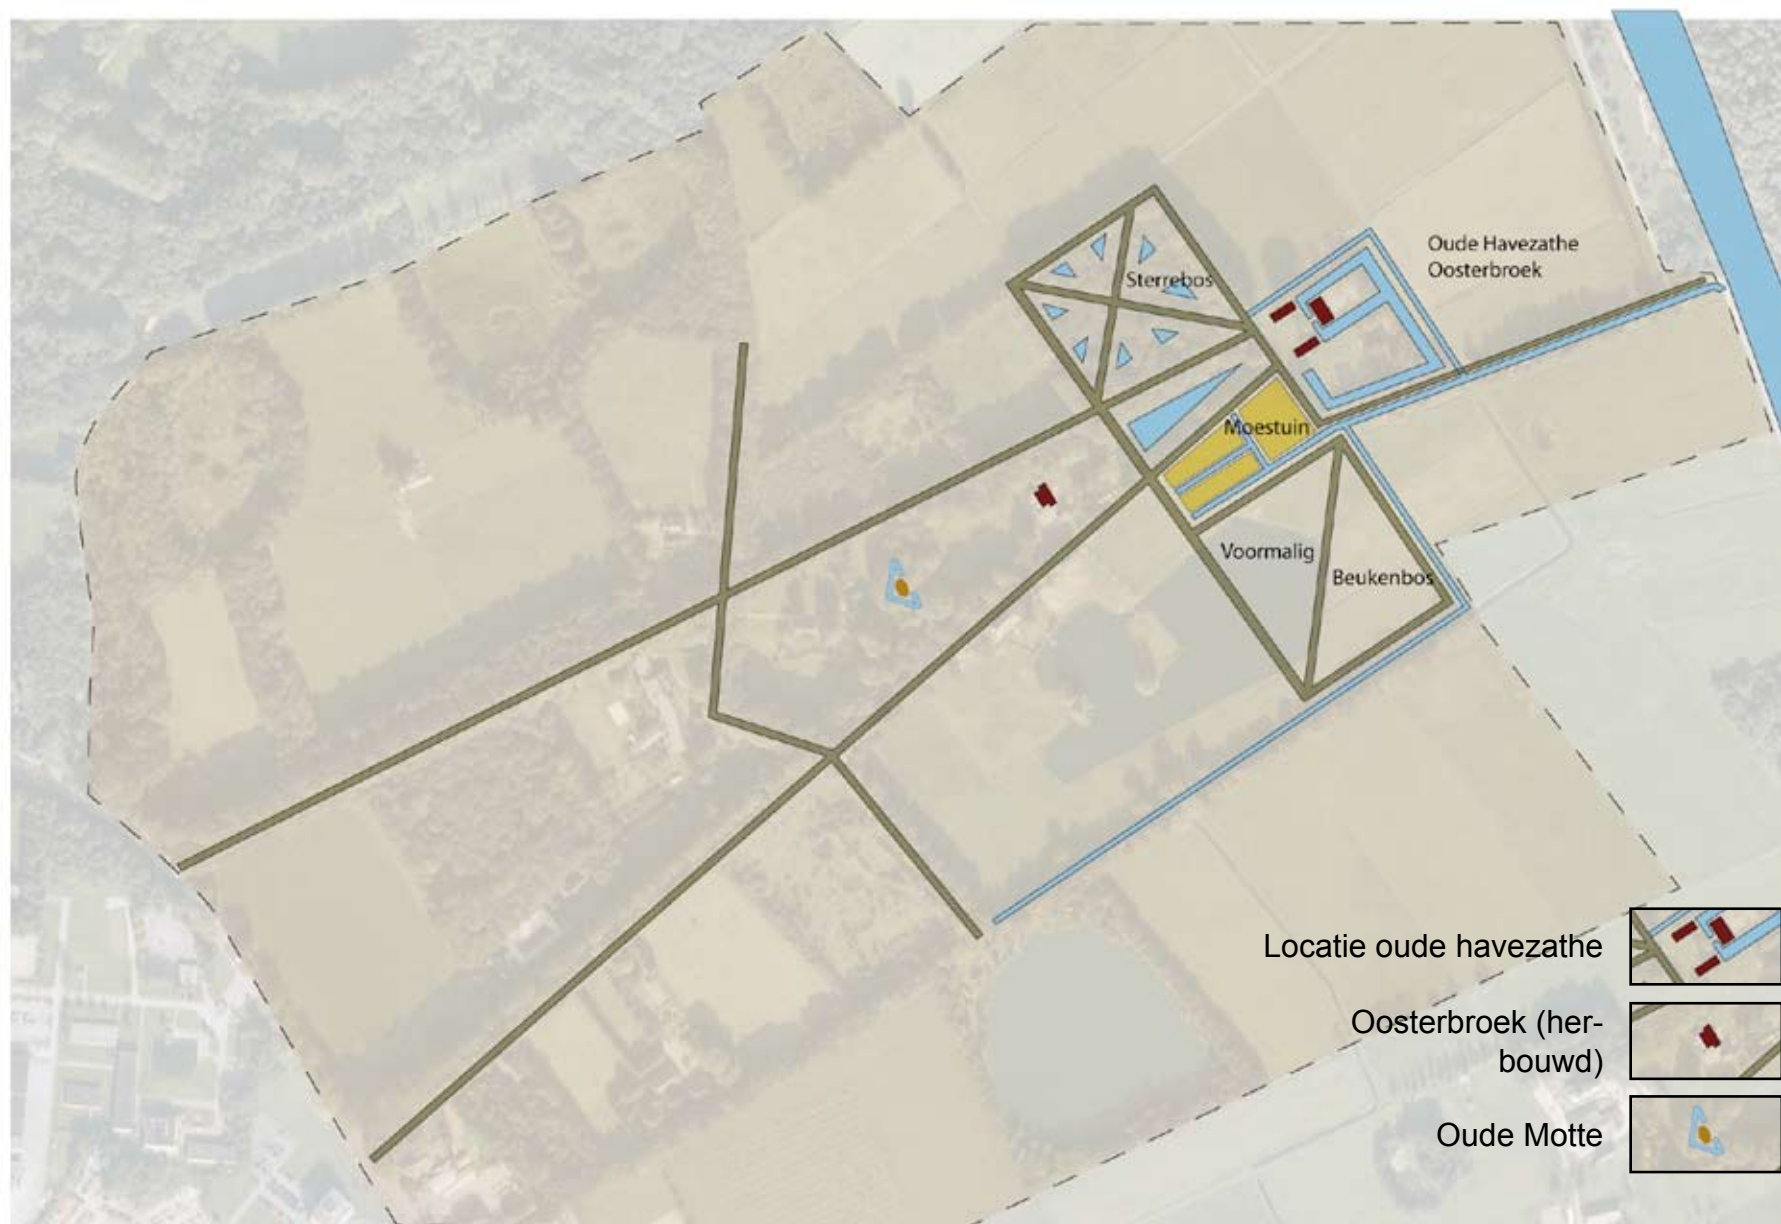 Oude Havezathe
Oosterbroek
Sterrebos
Moestuin
Voormalig
Beukenbos
Locatie oude havezathe
Oosterbroek (her-
bouwd)
Oude Motte